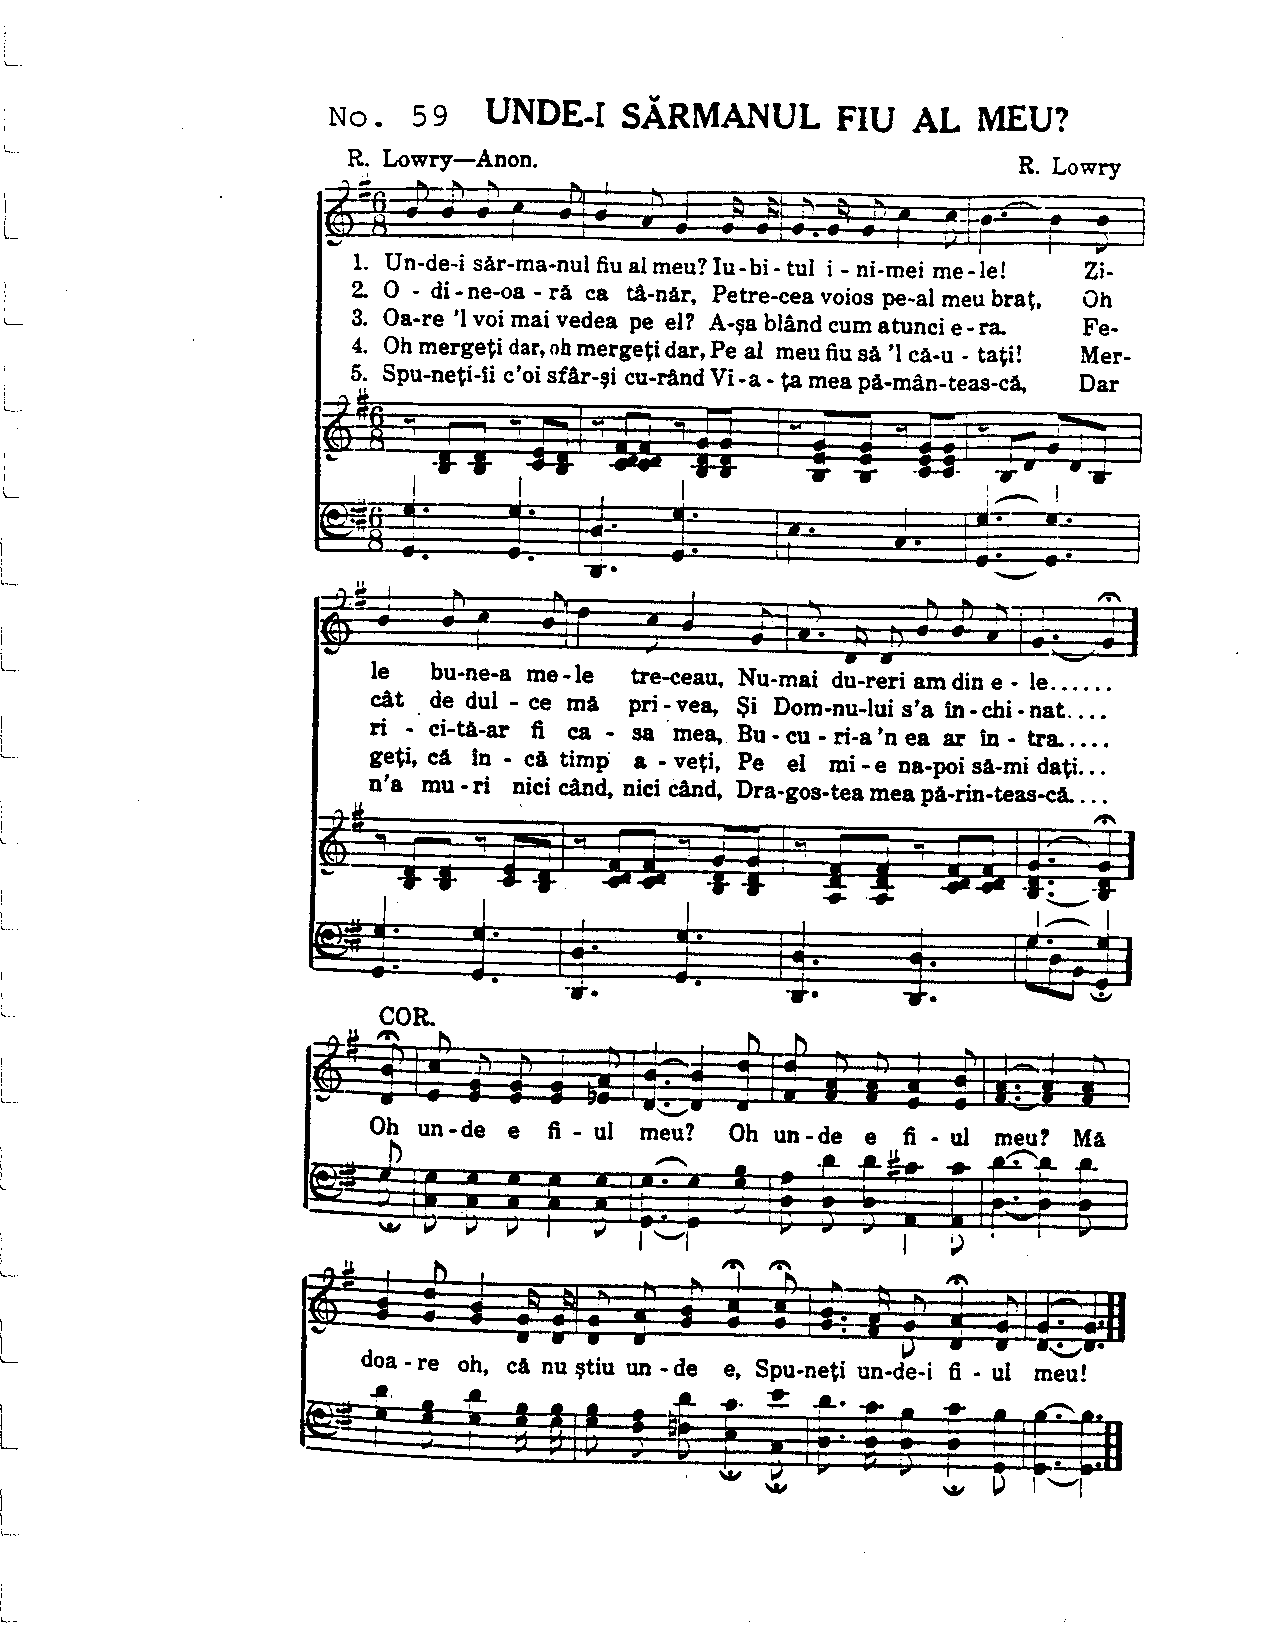 No. 59 UNDE-I SĂRMANUL FIU AL MEU?
R. Lowry—Anon. R. Lowry
1. Un-de-i săr-ma-nul fiu al meu? Iu-bi-tul i-ni-mei me-le! Zi-
2. O-di-ne-oa-ră ca tâ-năr, Petre-cea voios pe-al meu braț, Oh
3. Oa-re 'l voi mai vedea pe el? A-șa blând cum atunci e-ra. Fe-
4. Oh mergeți dar, oh mergeți dar, Pe al meu fiu să 'l că-u-tați! Mer-
5. Spu-neți-ii c'oi sfâr-și cu-rând Vi-a-ța mea pă-mân-teas-că, Dar
le bu-ne-a me-le tre-ceau, Nu-mai du-reri am din e-le......
cât de dul-ce mă pri-vea, Și Dom-nu-lui s'a în-chi-nat....
ri-ci-tă-ar fi ca-sa mea, Bu-cu-ri-a 'n ea ar în-tra.....
geți, că în-că timp a-veți, Pe el mi-e na-poi să-mi dați...
n'a mu-ri nici când, nici când, Dra-gos-tea mea pă-rin-teas-că....
COR.
Oh un-de e fi-ul meu? Oh un-de e fi-ul meu? Mă
doa-re oh, că nu știu un-de e, Spu-neți un-de-i fi-ul meu!